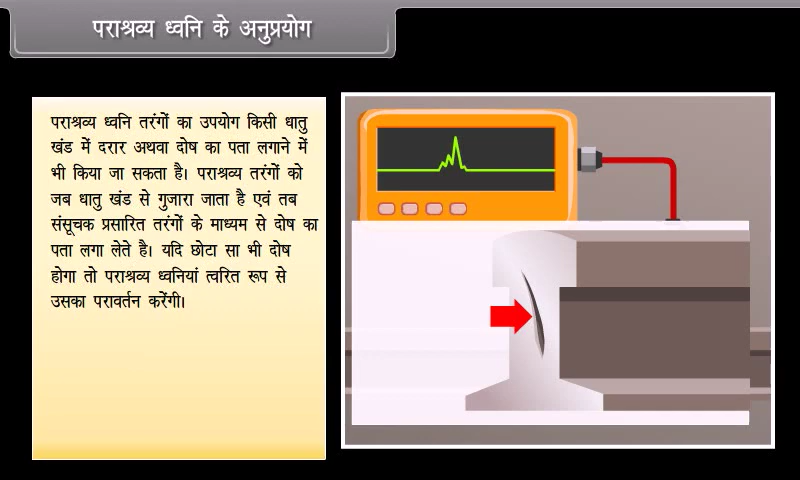 पराश्रव्य ध्वनि के अनुप्रयोग
पराश्रव्य ध्वनि तरंगों का उपयोग किसी धातु
खंड में दरार अथवा दोष का पता लगाने में
भी किया जा सकता है। पराश्रव्य तरंगों को
जब धातु खंड से गुजारा जाता है एवं तब
संसूचक प्रसारित तरंगों के माध्यम से दोष का
पता लगा लेते है। यदि छोटा सा भी दोष
होगा तो पराश्रव्य ध्वनियां त्वरित रूप से
उसका परावर्तन करेंगी।